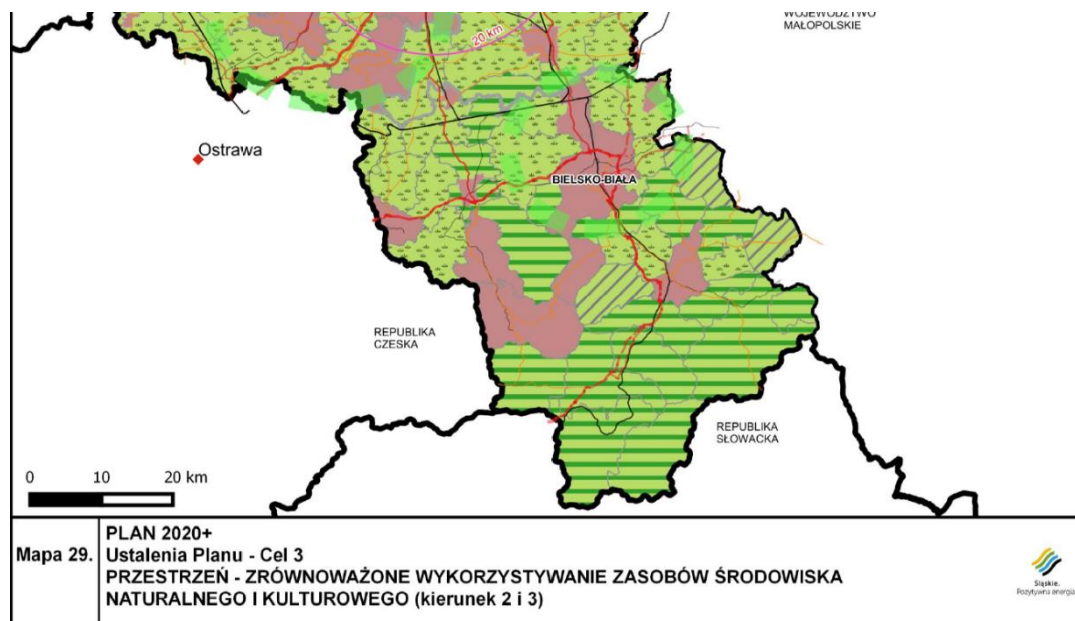 WOJEWÓDZTWO
MAŁOPOLSKIE
20 km
Ostrawa
BIELSKO-BIAŁA
REPUBLIKA
CZESKA
REPUBLIKA
SŁOWACKA
0 10 20 km
Mapa 29.
PLAN 2020+
Ustalenia Planu - Cel 3
PRZESTRZEŃ - ZRÓWNOWAŻONE WYKORZYSTYWANIE ZASOBÓW ŚRODOWISKA
NATURALNEGO I KULTUROWEGO (kierunek 2 i 3)
Śląskie.
Pozytywna energia